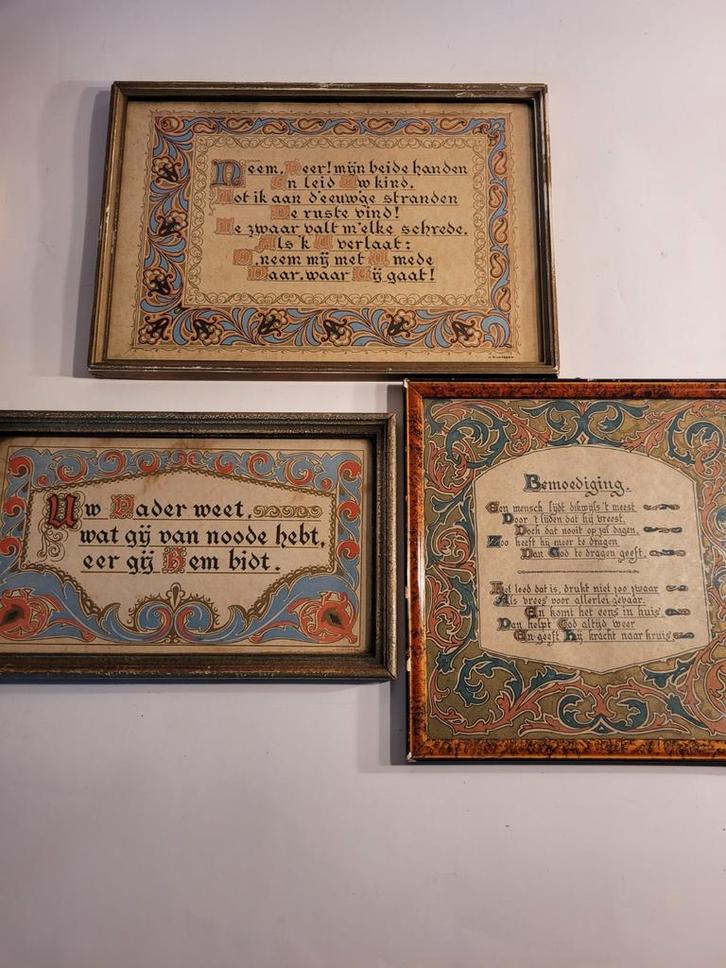 Neem, Heer! mijn beide handen
En leid Uw kind,
Tot ik aan d'eeuw'ge stranden
De ruste vind!
Te zwaar valt m'elke schrede,
Als 'k U verlaat:
O, neem mij met U mede
Daar, waar Gij gaat!
Uw Vader weet,
wat gij van noode hebt,
eer gij Hem bidt.
Bemoediging.
Een mensch lijdt dikwijls 't meest
Door 't lijden dat hij vreest,
Doch dat nooit op zal dagen.
Zoo heeft hij meer te dragen
Dan God te dragen geeft.
Het leed dat is, drukt niet zoo zwaar
Als vrees voor allerlei gevaar.
En komt het eens in huis,
Dan helpt God altijd weer
En geeft Hij kracht naar kruis